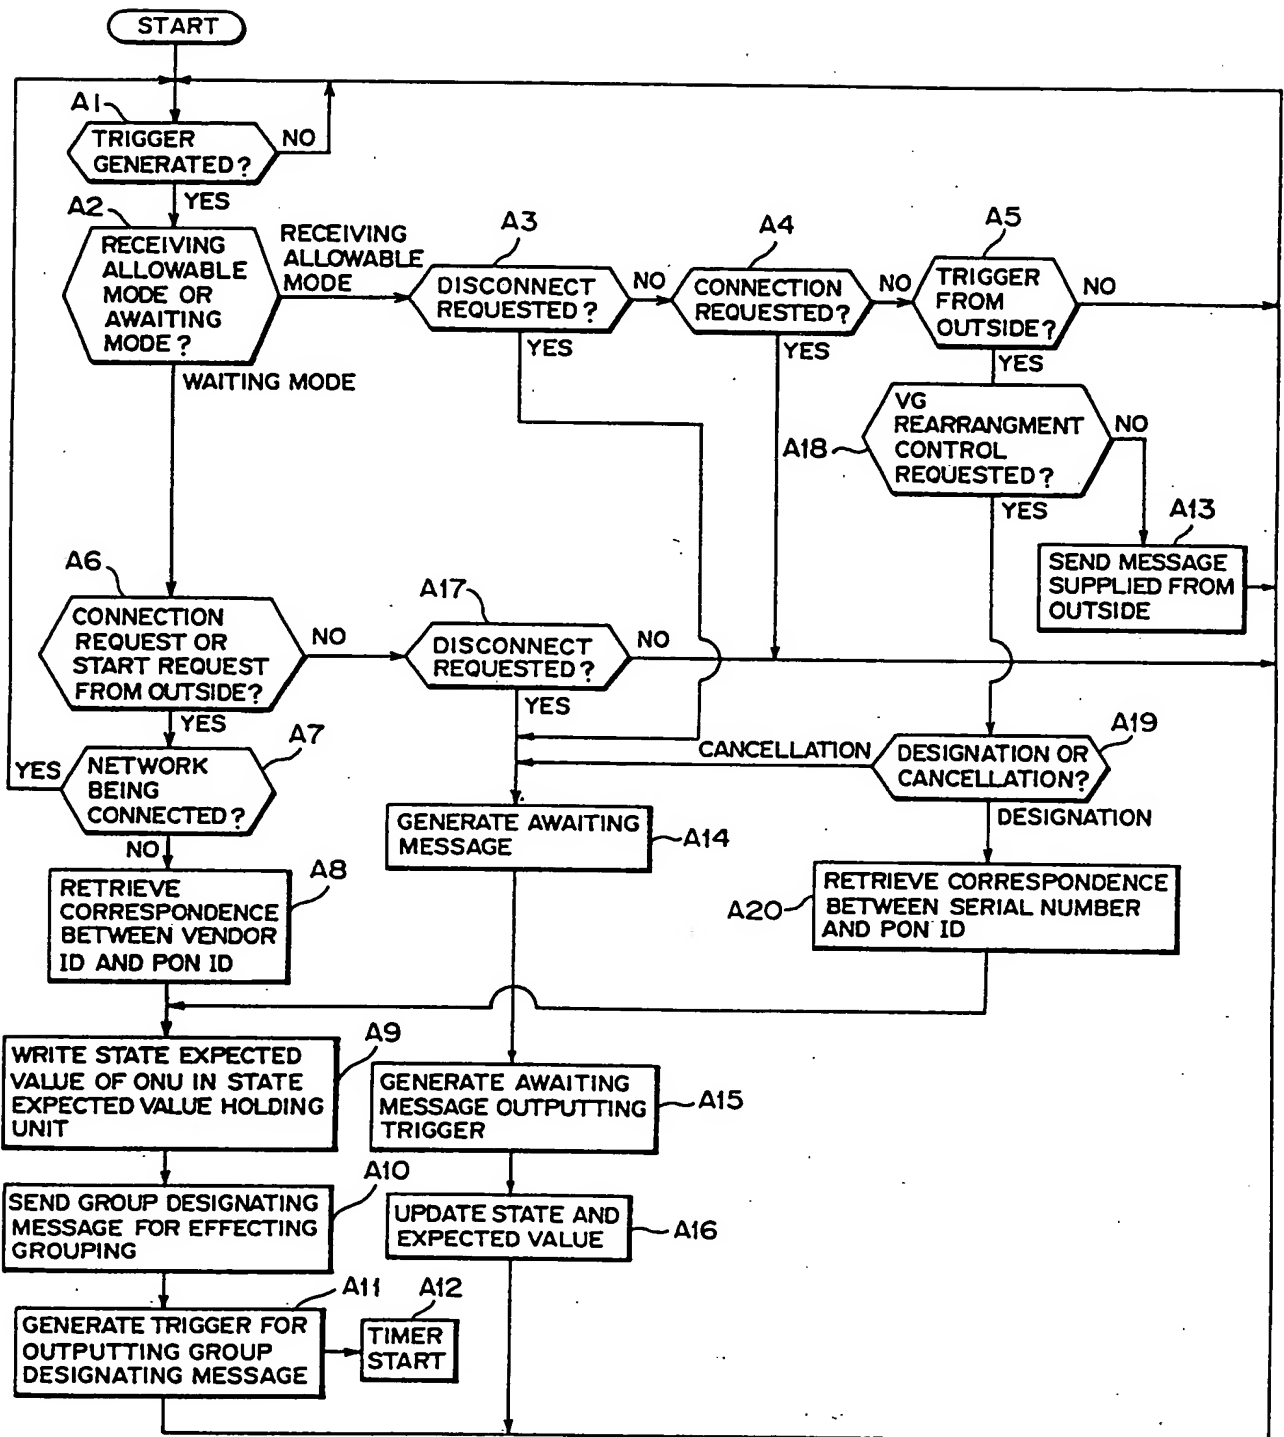 START
A1
TRIGGER
GENERATED?
NO
YES
A2
RECEIVING
ALLOWABLE
MODE OR
AWAITING
MODE?
RECEIVING
ALLOWABLE
MODE
WAITING MODE
A3
DISCONNECT
REQUESTED?
NO
YES
A4
CONNECTION
REQUESTED?
NO
YES
A5
TRIGGER
FROM
OUTSIDE?
NO
YES
A18
VG
REARRANGMENT
CONTROL
REQUESTED?
NO
YES
A13
SEND MESSAGE
SUPPLIED FROM
OUTSIDE
A6
CONNECTION
REQUEST OR
START REQUEST
FROM OUTSIDE?
NO
YES
A17
DISCONNECT
REQUESTED?
NO
YES
A7
NETWORK
BEING
CONNECTED?
YES
NO
A19
DESIGNATION OR
CANCELLATION?
CANCELLATION
DESIGNATION
GENERATE AWAITING
MESSAGE
A14
A8
RETRIEVE
CORRESPONDENCE
BETWEEN VENDOR
ID AND PON ID
A20
RETRIEVE CORRESPONDENCE
BETWEEN SERIAL NUMBER
AND PON ID
A9
WRITE STATE EXPECTED
VALUE OF ONU IN STATE
EXPECTED VALUE HOLDING
UNIT
GENERATE AWAITING
MESSAGE OUTPUTTING
TRIGGER
A15
A10
SEND GROUP DESIGNATING
MESSAGE FOR EFFECTING
GROUPING
UPDATE STATE AND
EXPECTED VALUE
A16
A11
GENERATE TRIGGER FOR
OUTPUTTING GROUP
DESIGNATING MESSAGE
A12
TIMER
START